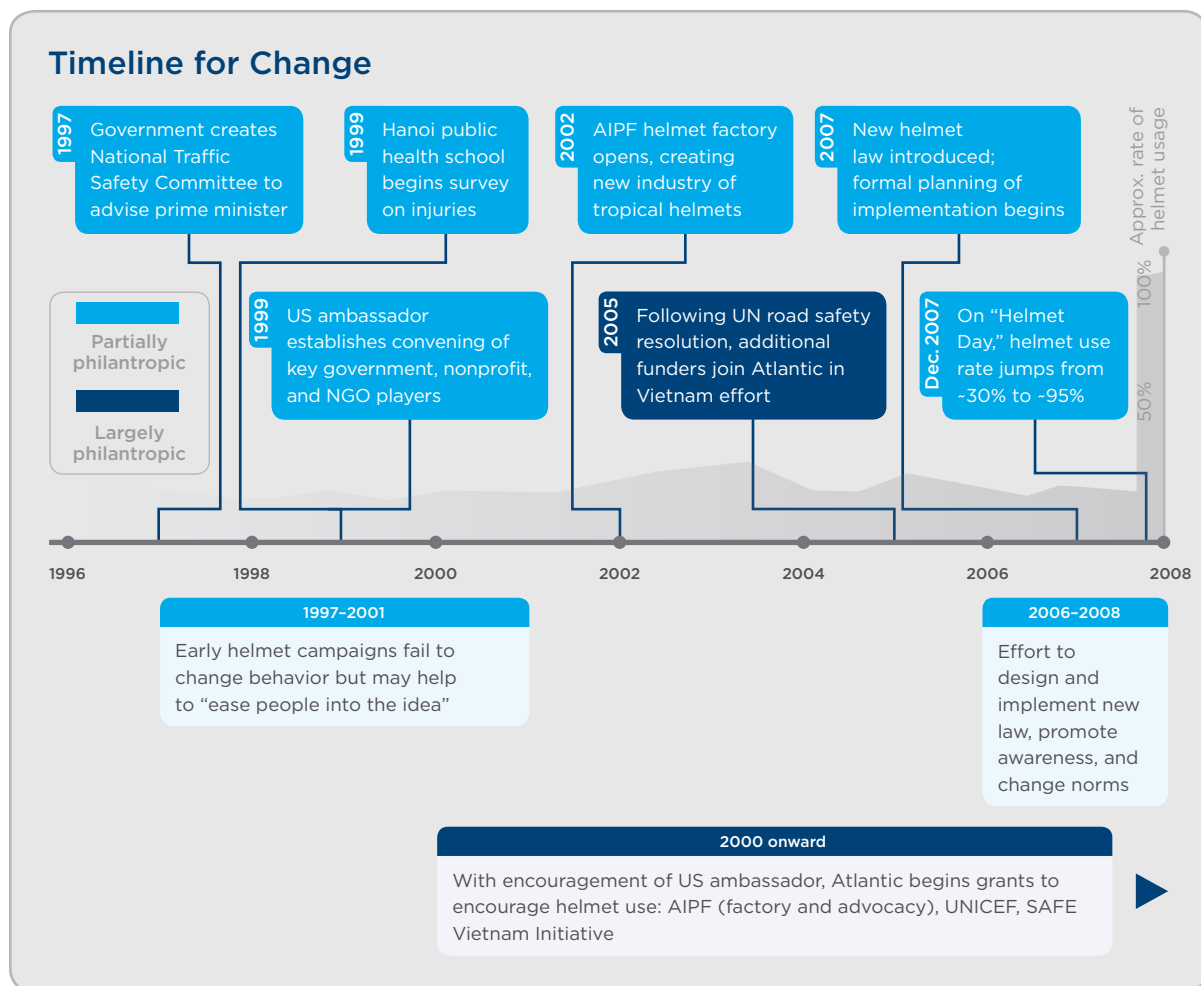 Timeline for Change
1997
Government creates
National Traffic
Safety Committee to
advise prime minister
1999
Hanoi public
health school
begins survey
on injuries
2002
AIPF helmet factory
opens, creating
new industry of
tropical helmets
2007
New helmet
law introduced;
formal planning of
implementation begins
Approx. rate of
helmet usage
Partially
philantropic
Largely
philantropic
1999
US ambassador
establishes convening of
key government, nonprofit,
and NGO players
2005
Following UN road safety
resolution, additional
funders join Atlantic in
Vietnam effort
Dec. 2007
On “Helmet
Day,” helmet use
rate jumps from
~30% to ~95%
100%
50%
1996
1998
2000
2002
2004
2006
2008
1997–2001
Early helmet campaigns fail to
change behavior but may help
to “ease people into the idea”
2006–2008
Effort to
design and
implement new
law, promote
awareness, and
change norms
2000 onward
With encouragement of US ambassador, Atlantic begins grants to
encourage helmet use: AIPF (factory and advocacy), UNICEF, SAFE
Vietnam Initiative